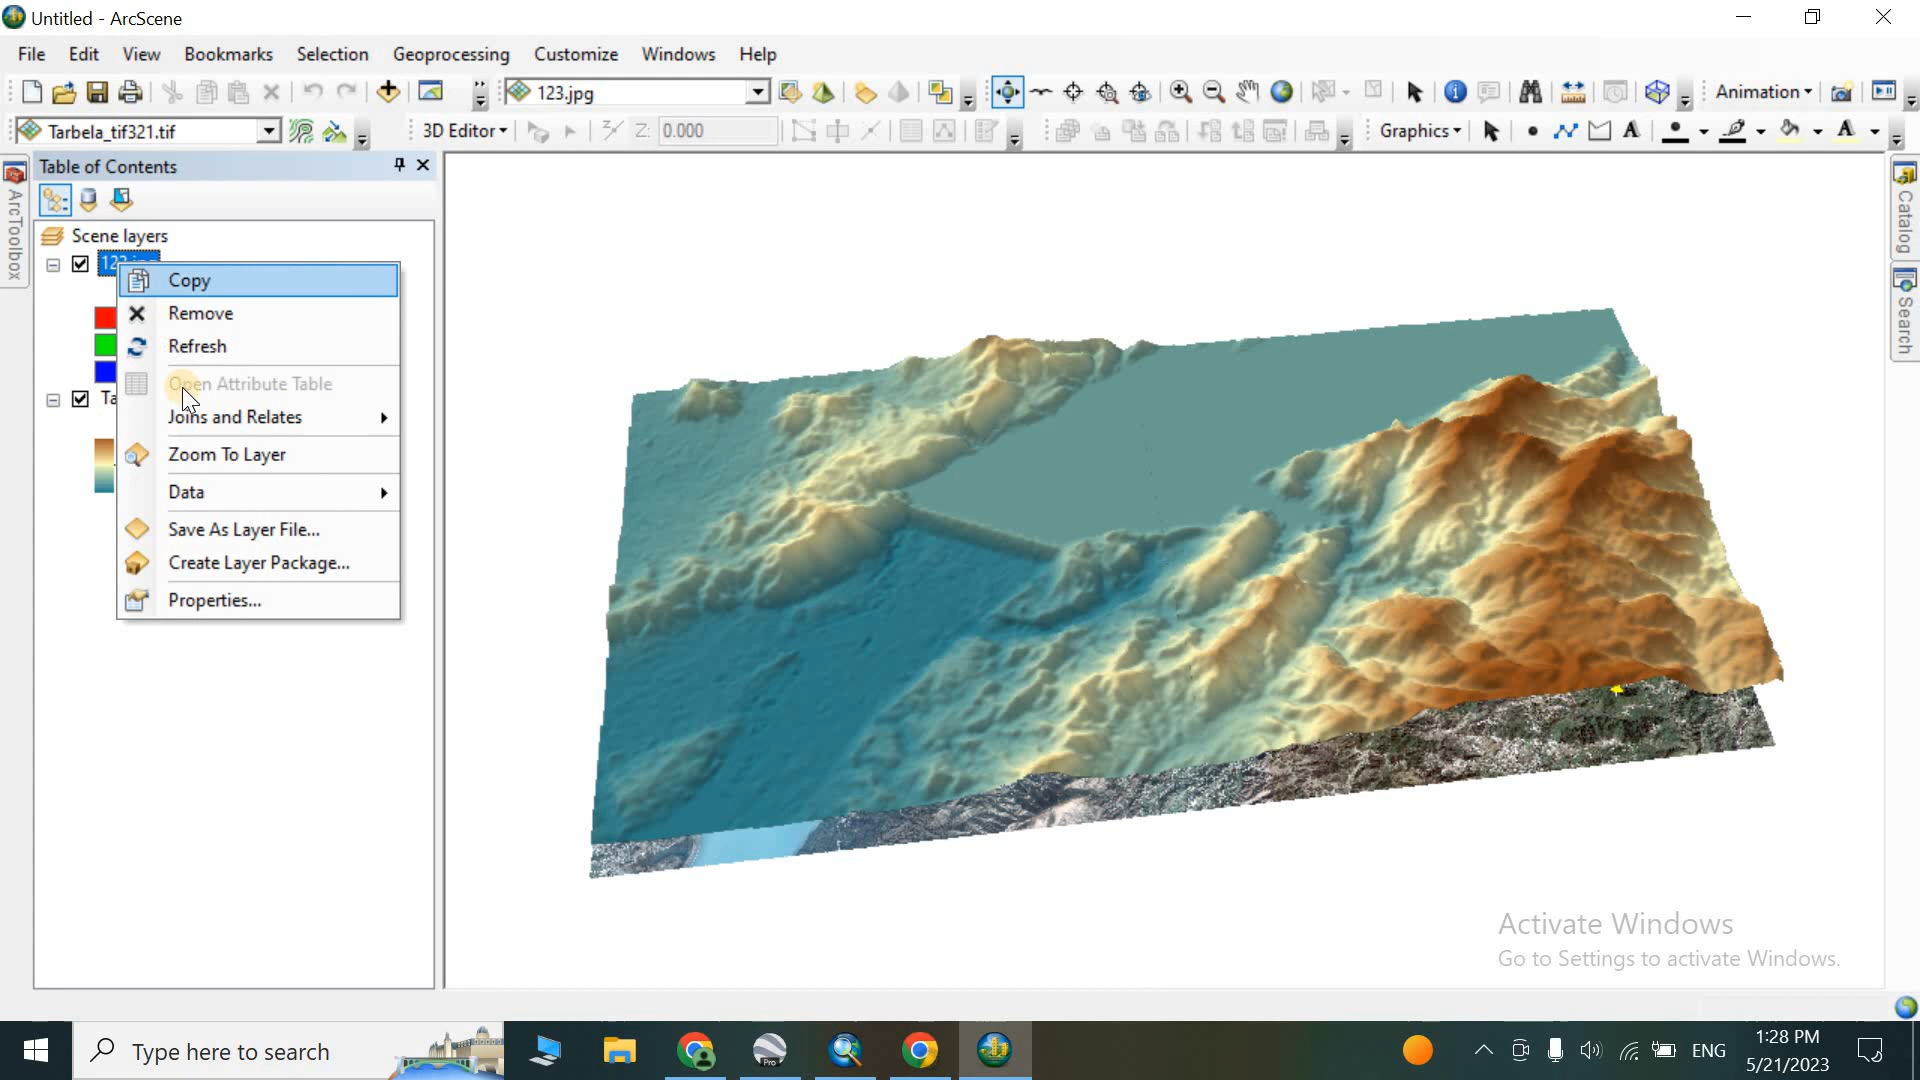 Untitled - ArcScene
File Edit View Bookmarks Selection Geoprocessing Customize Windows Help
123.jpg
Animation
Tarbela_tif321.tif
3D Editor
Z: 0.000
Graphics
Table of Contents
ArcToolbox
Scene layers
Copy
Remove
Refresh
Open Attribute Table
Joins and Relates
Zoom To Layer
Data
Save As Layer File...
Create Layer Package...
Properties...
Catalog
Search
Activate Windows
Go to Settings to activate Windows.
Type here to search
Pro
ENG
1:28 PM
5/21/2023